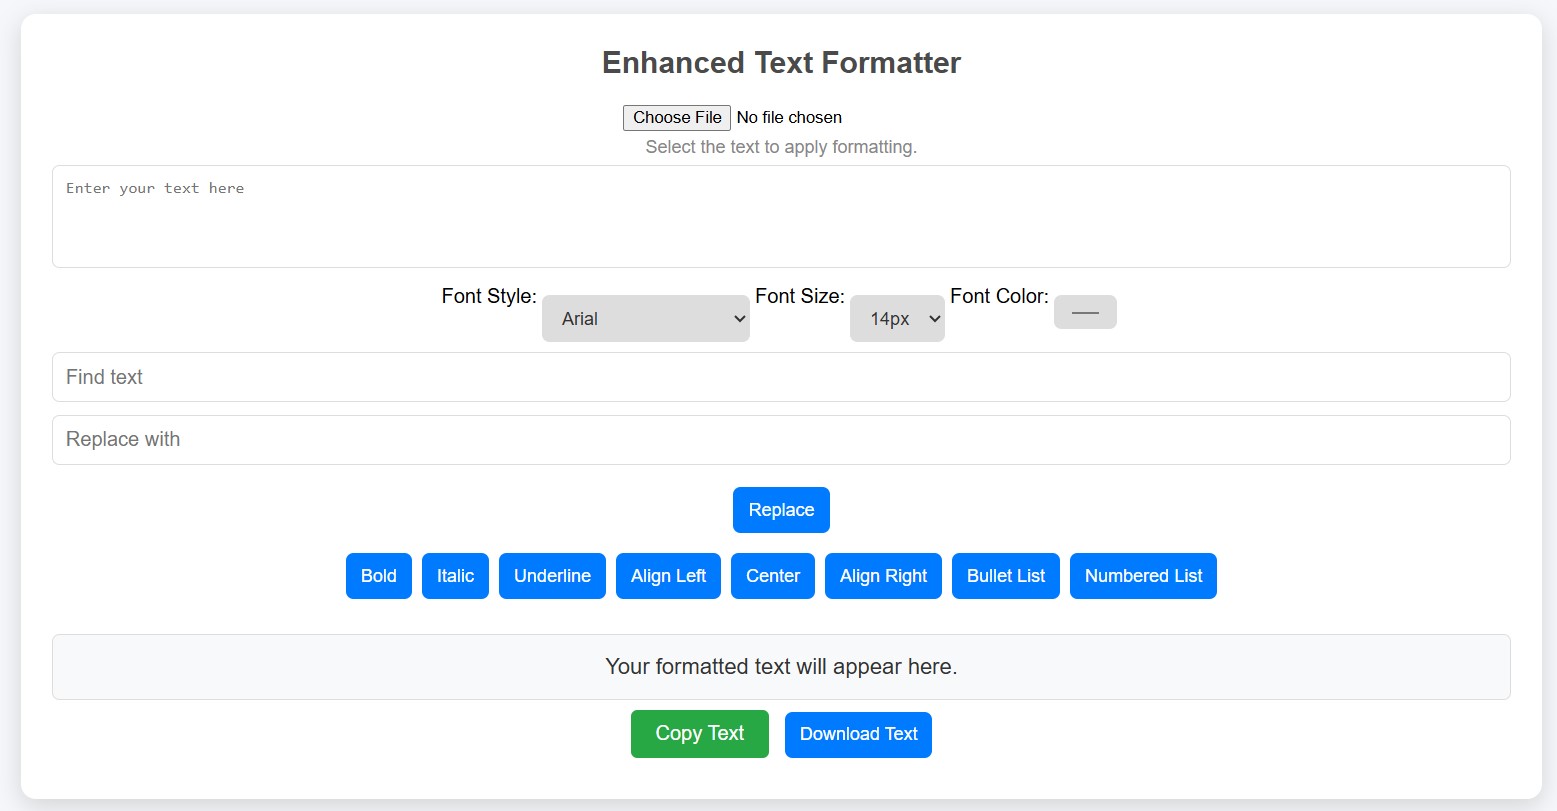 Enhanced Text Formatter
Choose File No file chosen
Select the text to apply formatting.
Enter your text here
Font Style: Arial Font Size: 14px Font Color:
Find text
Replace with
Replace
Bold Italic Underline Align Left Center Align Right Bullet List Numbered List
Your formatted text will appear here.
Copy Text Download Text